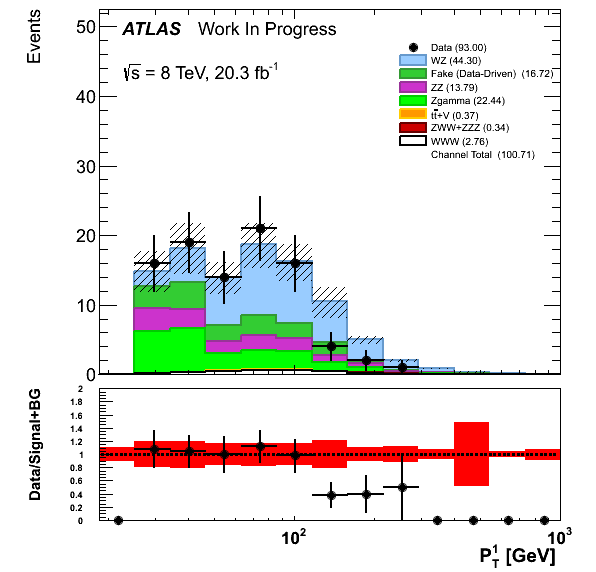 Events
ATLAS Work In Progress
√s = 8 TeV, 20.3 fb⁻¹
Data (93.00)
WZ (44.30)
Fake (Data-Driven) (16.72)
ZZ (13.79)
Zgamma (22.44)
tt̄+V (0.37)
ZWW+ZZZ (0.34)
WWW (2.76)
Channel Total (100.71)
50
40
30
20
10
0
Data/Signal+BG
2
1.8
1.6
1.4
1.2
1
0.8
0.6
0.4
0.2
0
10² 10³
P¹_T [GeV]